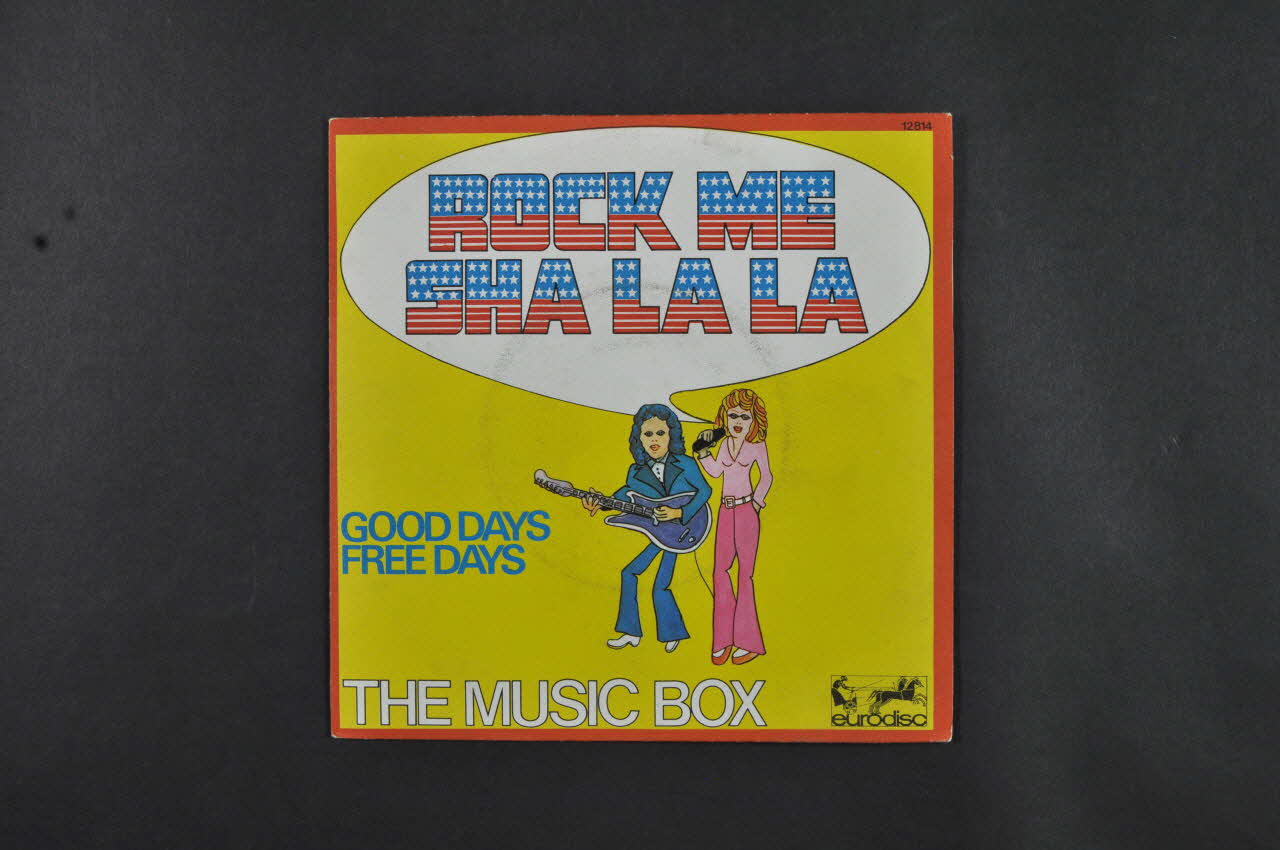 12814
ROCK ME
SHA LA LA
GOOD DAYS
FREE DAYS
THE MUSIC BOX
eurodisc